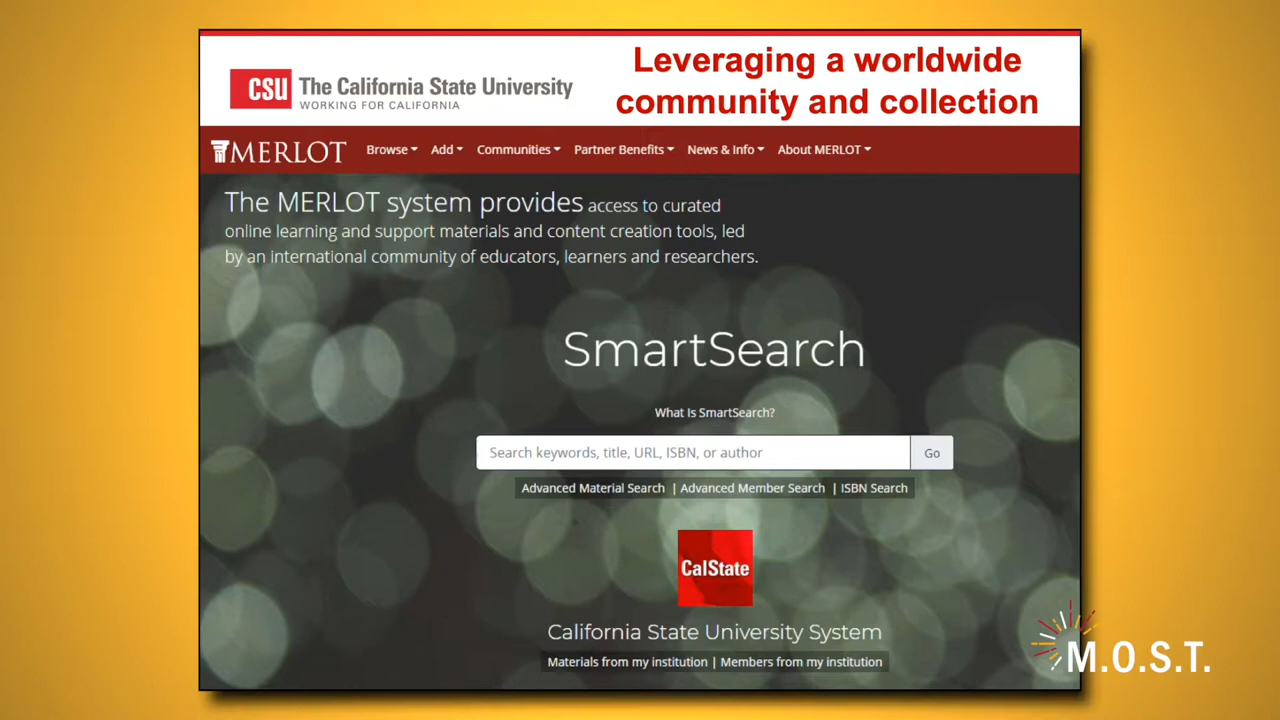 CSU The California State University
WORKING FOR CALIFORNIA
Leveraging a worldwide
community and collection
MERLOT Browse Add Communities Partner Benefits News & Info About MERLOT
The MERLOT system provides access to curated
online learning and support materials and content creation tools, led
by an international community of educators, learners and researchers.
SmartSearch
What Is SmartSearch?
Search keywords, title, URL, ISBN, or author Go
Advanced Material Search | Advanced Member Search | ISBN Search
CalState
California State University System
Materials from my institution | Members from my institution
M.O.S.T.